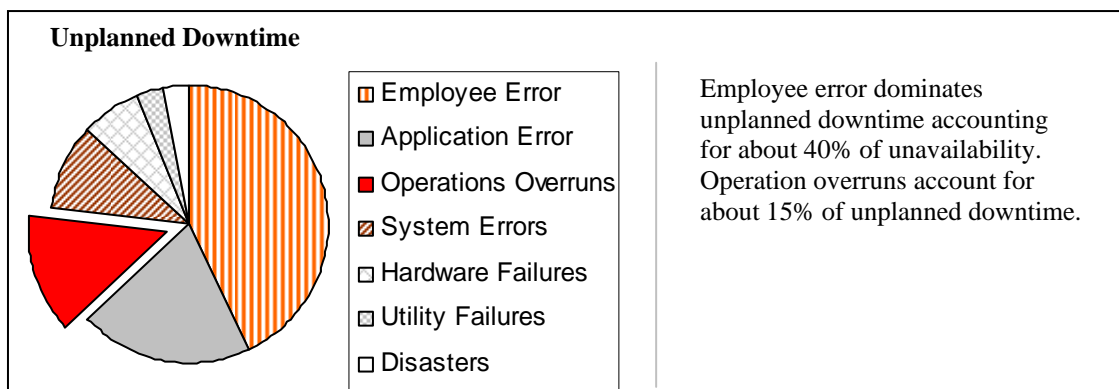 Unplanned Downtime
Employee Error
Application Error
Operations Overruns
System Errors
Hardware Failures
Utility Failures
Disasters
Employee error dominates
unplanned downtime accounting
for about 40% of unavailability.
Operation overruns account for
about 15% of unplanned downtime.